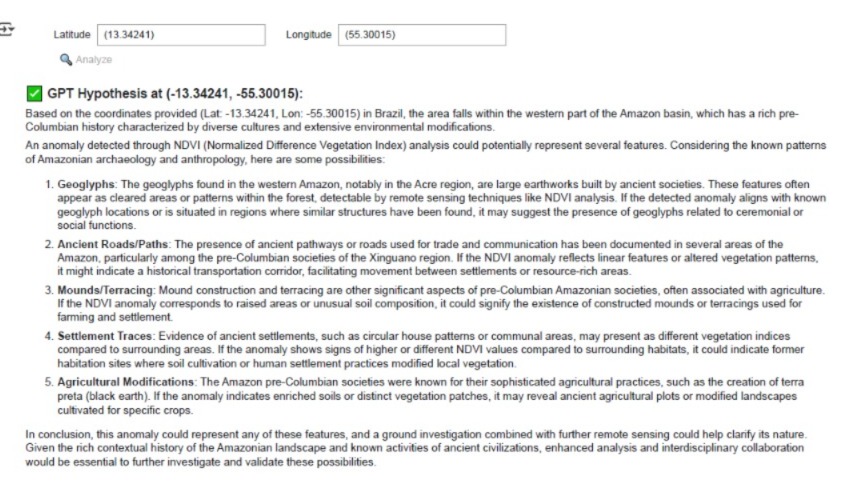 Latitude (13.34241) Longitude (55.30015)
Analyze
GPT Hypothesis at (-13.34241, -55.30015):
Based on the coordinates provided (Lat: -13.34241, Lon: -55.30015) in Brazil, the area falls within the western part of the Amazon basin, which has a rich pre-
Columbian history characterized by diverse cultures and extensive environmental modifications.
An anomaly detected through NDVI (Normalized Difference Vegetation Index) analysis could potentially represent several features. Considering the known patterns
of Amazonian archaeology and anthropology, here are some possibilities:
1. Geoglyphs: The geoglyphs found in the western Amazon, notably in the Acre region, are large earthworks built by ancient societies. These features often
appear as cleared areas or patterns within the forest, detectable by remote sensing techniques like NDVI analysis. If the detected anomaly aligns with known
geoglyph locations or is situated in regions where similar structures have been found, it may suggest the presence of geoglyphs related to ceremonial or
social functions.
2. Ancient Roads/Paths: The presence of ancient pathways or roads used for trade and communication has been documented in several areas of the
Amazon, particularly among the pre-Columbian societies of the Xinguano region. If the NDVI anomaly reflects linear features or altered vegetation patterns,
it might indicate a historical transportation corridor, facilitating movement between settlements or resource-rich areas.
3. Mounds/Terracing: Mound construction and terracing are other significant aspects of pre-Columbian Amazonian societies, often associated with agriculture.
If the NDVI anomaly corresponds to raised areas or unusual soil composition, it could signify the existence of constructed mounds or terracings used for
farming and settlement.
4. Settlement Traces: Evidence of ancient settlements, such as circular house patterns or communal areas, may present as different vegetation indices
compared to surrounding areas. If the anomaly shows signs of higher or different NDVI values compared to surrounding habitats, it could indicate former
habitation sites where soil cultivation or human settlement practices modified local vegetation.
5. Agricultural Modifications: The Amazon pre-Columbian societies were known for their sophisticated agricultural practices, such as the creation of terra
preta (black earth). If the anomaly indicates enriched soils or distinct vegetation patches, it may reveal ancient agricultural plots or modified landscapes
cultivated for specific crops.
In conclusion, this anomaly could represent any of these features, and a ground investigation combined with further remote sensing could help clarify its nature.
Given the rich contextual history of the Amazonian landscape and known activities of ancient civilizations, enhanced analysis and interdisciplinary collaboration
would be essential to further investigate and validate these possibilities.